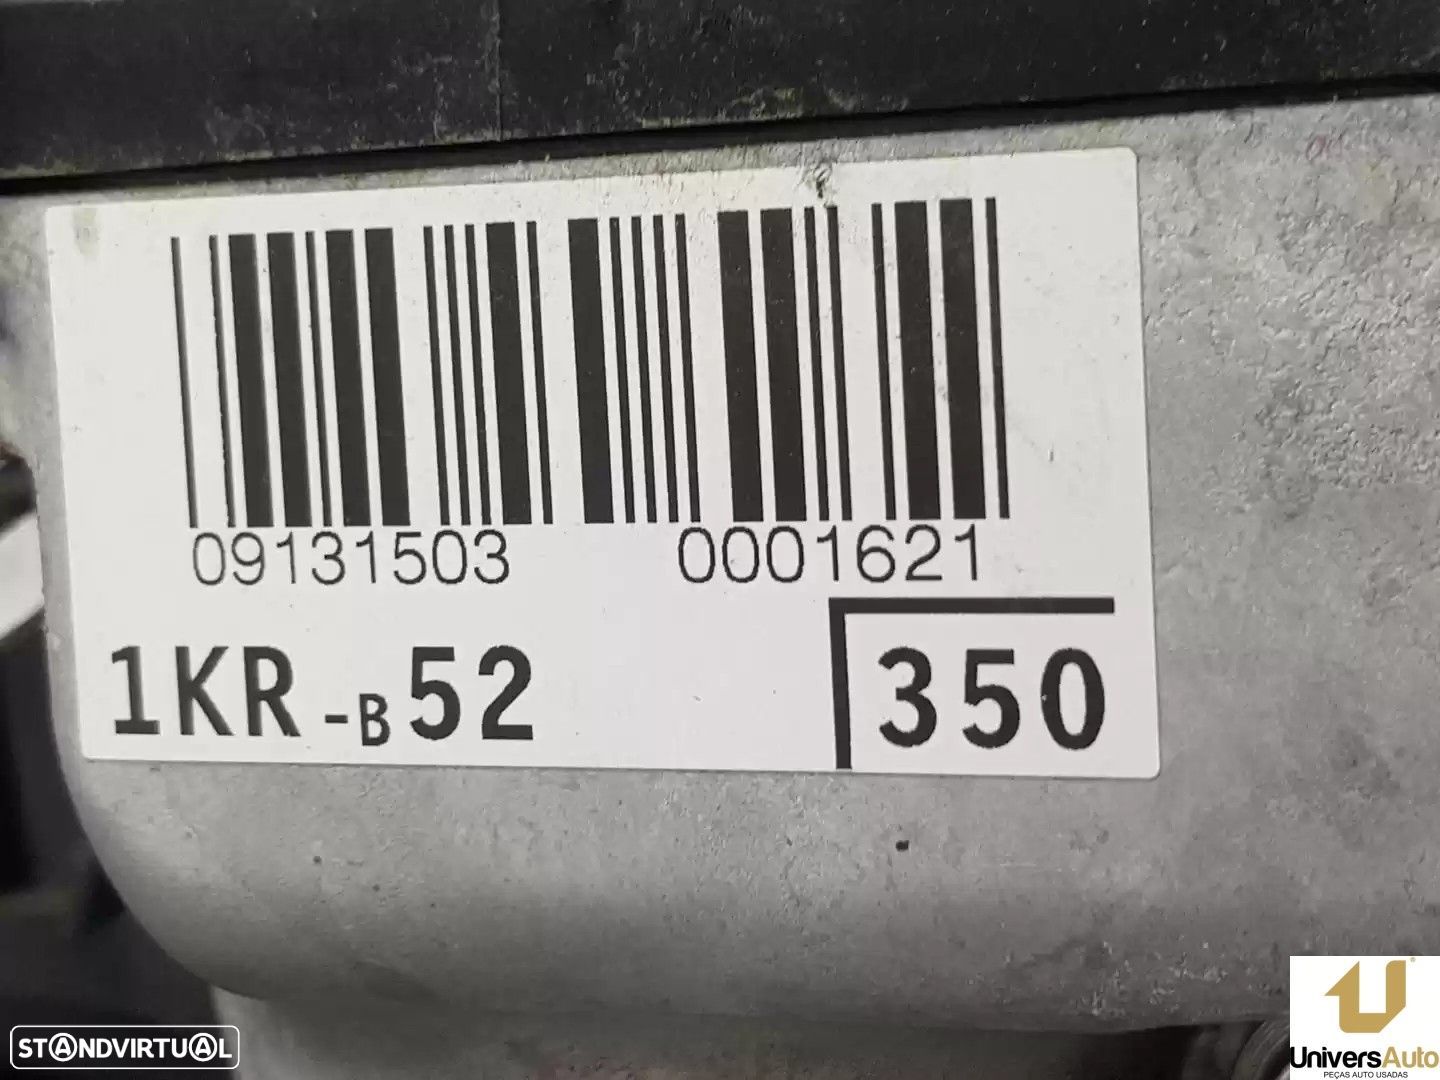 09131503 0001621
1KR-B52 350
STANDVIRTUAL
UniversAuto
PEÇAS AUTO USADAS